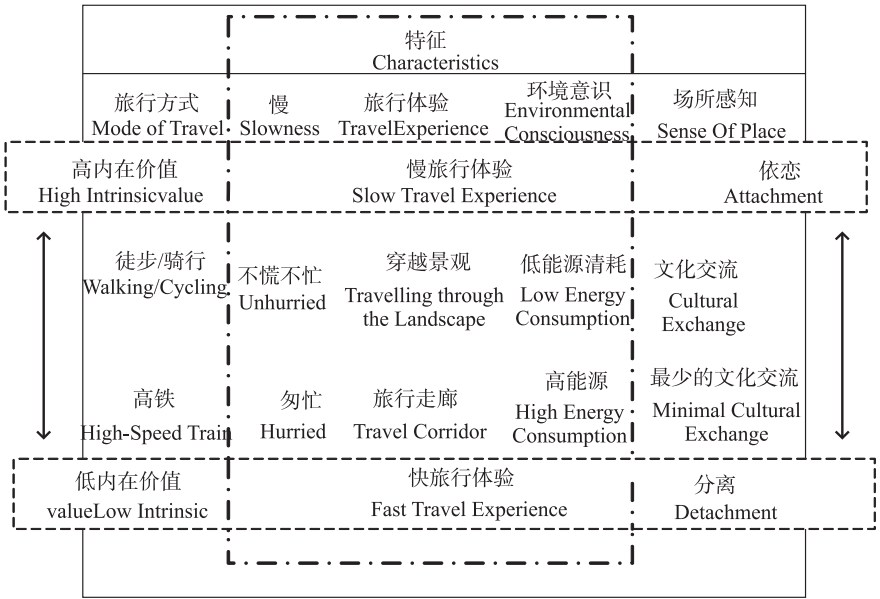 特征
Characteristics
旅行方式
Mode of Travel
慢
Slowness
旅行体验
TravelExperience
环境意识
Environmental
Consciousness
场所感知
Sense Of Place
高内在价值
High Intrinsicvalue
慢旅行体验
Slow Travel Experience
依恋
Attachment
徒步/骑行
Walking/Cycling
不慌不忙
Unhurried
穿越景观
Travelling through
the Landscape
低能源清耗
Low Energy
Consumption
文化交流
Cultural
Exchange
高铁
High-Speed Train
匆忙
Hurried
旅行走廊
Travel Corridor
高能源
High Energy
Consumption
最少的文化交流
Minimal Cultural
Exchange
低内在价值
valueLow Intrinsic
快旅行体验
Fast Travel Experience
分离
Detachment